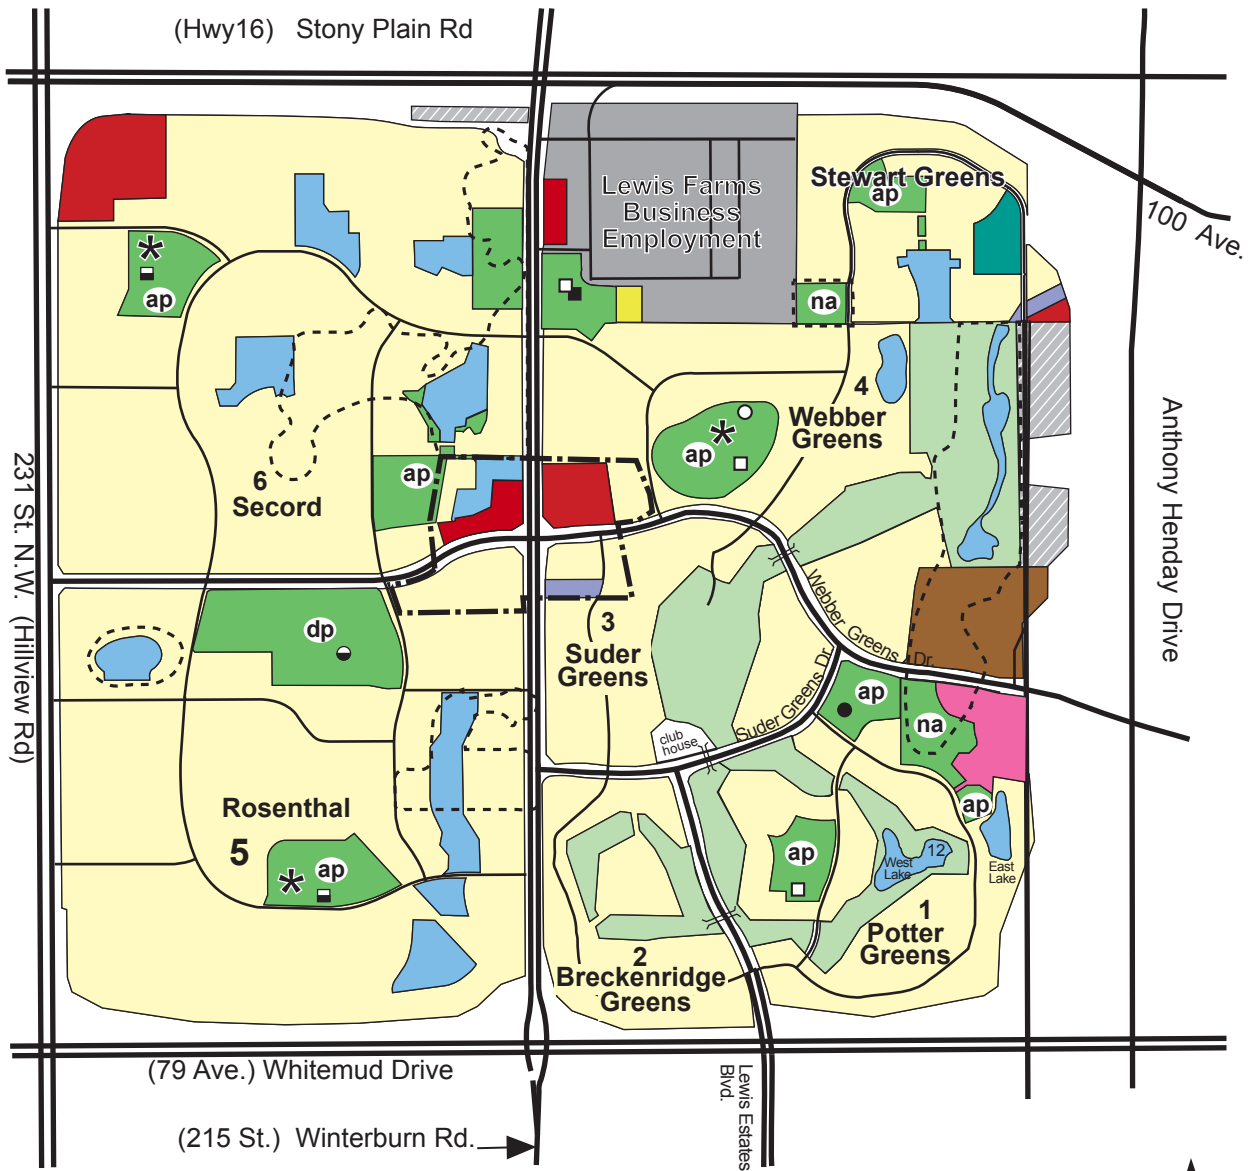 (Hwy16) Stony Plain Rd
100 Ave.
Lewis Farms
Business
Employment
Stewart Greens
ap
na
ap
4
Webber
Greens
ap
6
Secord
ap
231 St. N.W. (Hillview Rd)
Anthony Henday Drive
dp
3
Suder
Greens
Webber Greens Dr.
Suder Greens Dr.
club
house
ap
na
ap
Rosenthal
5
ap
ap
West
Lake
12
East
Lake
1
Potter
Greens
2
Breckenridge
Greens
(79 Ave.) Whitemud Drive
Lewis Estates
Blvd.
(215 St.) Winterburn Rd.